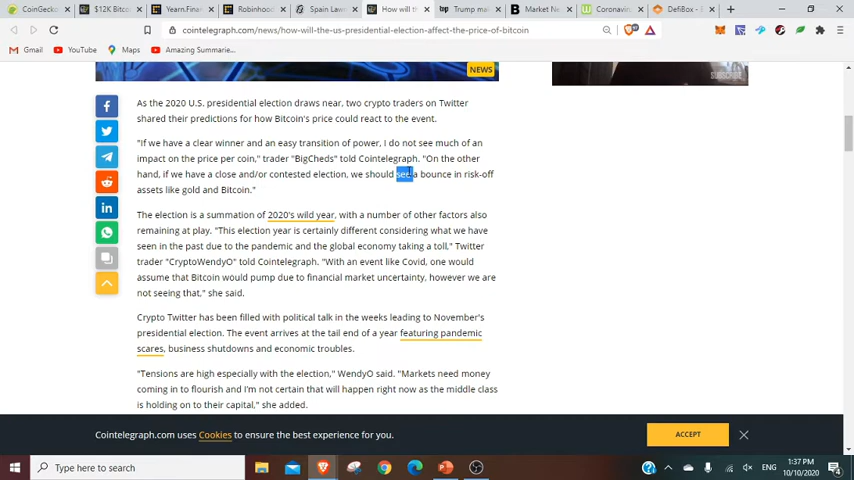 CoinGecko
$12K Bitco
Yearn.Finan
Robinhood
Spain Law
How will th
Trump mai
Market Ne
Coronavir
DefiBox —
cointelegraph.com/news/how-will-the-us-presidential-election-affect-the-price-of-bitcoin
Gmail
YouTube
Maps
Amazing Summarie...
NEWS
SUBSCRIBE
As the 2020 U.S. presidential election draws near, two crypto traders on Twitter
shared their predictions for how Bitcoin's price could react to the event.
"If we have a clear winner and an easy transition of power, I do not see much of an
impact on the price per coin," trader "BigCheds" told Cointelegraph. "On the other
hand, if we have a close and/or contested election, we should see a bounce in risk-off
assets like gold and Bitcoin."
The election is a summation of 2020's wild year, with a number of other factors also
remaining at play. "This election year is certainly different considering what we have
seen in the past due to the pandemic and the global economy taking a toll," Twitter
trader "CryptoWendyO" told Cointelegraph. "With an event like Covid, one would
assume that Bitcoin would pump due to financial market uncertainty, however we are
not seeing that," she said.
Crypto Twitter has been filled with political talk in the weeks leading to November's
presidential election. The event arrives at the tail end of a year featuring pandemic
scares, business shutdowns and economic troubles.
"Tensions are high especially with the election," WendyO said. "Markets need money
coming in to flourish and I'm not certain that will happen right now as the middle class
is holding on to their capital," she added.
Cointelegraph.com uses Cookies to ensure the best experience for you.
ACCEPT
Type here to search
ENG
1:37 PM
10/10/2020
4